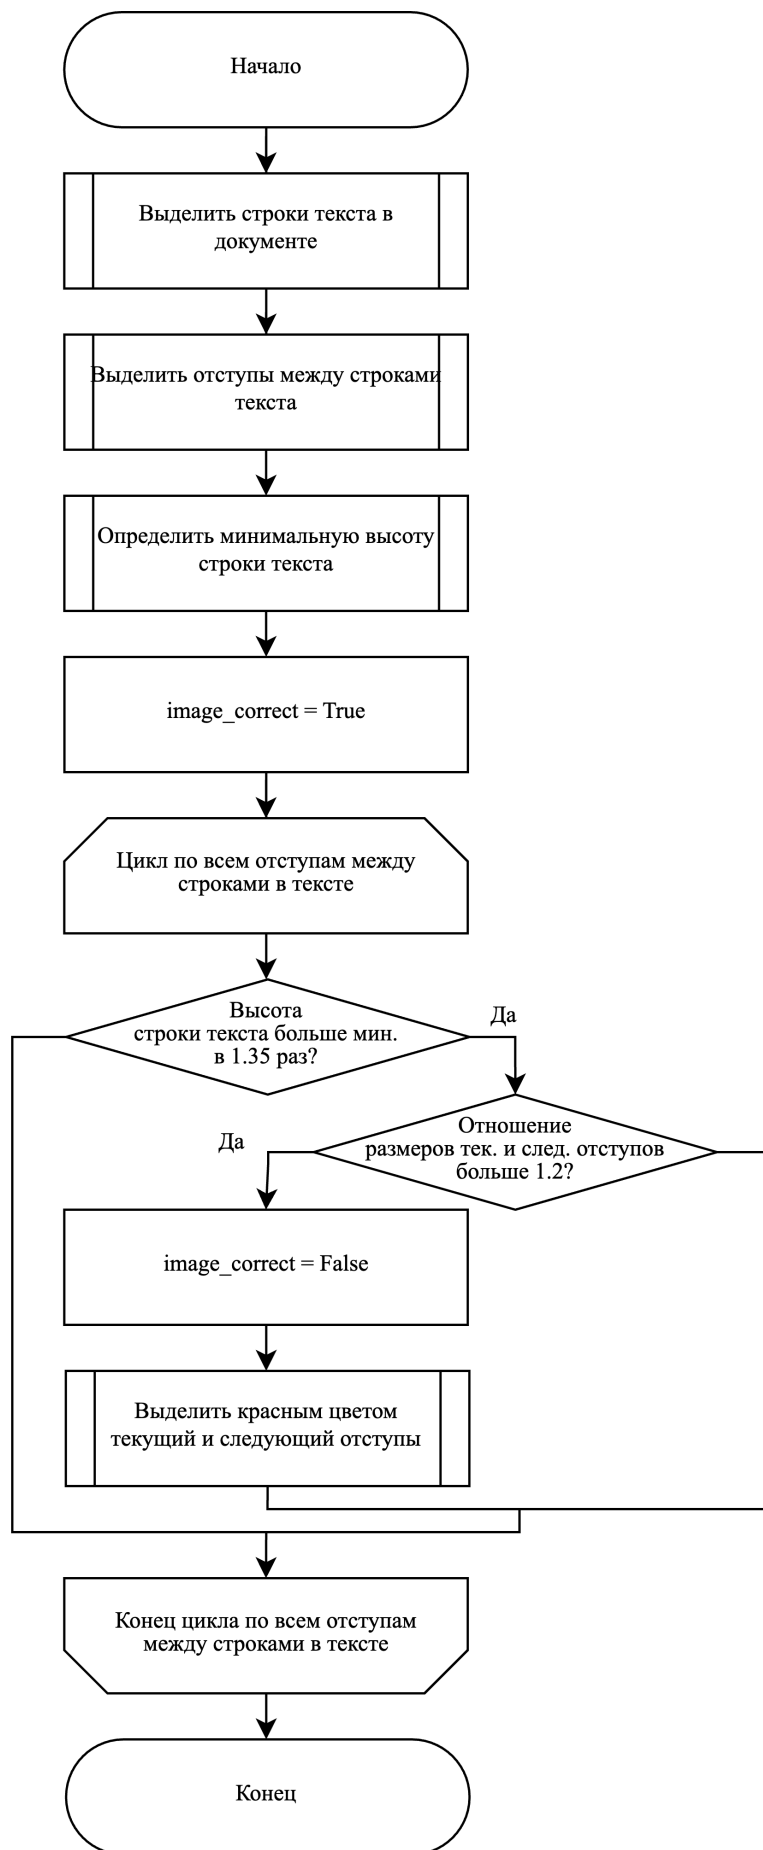 Начало
Выделить строки текста в
документе
Выделить отступы между строками
текста
Определить минимальную высоту
строки текста
image_correct = True
Цикл по всем отступам между
строками в тексте
Высота
строки текста больше мин.
в 1.35 раз?
Да
Отношение
размеров тек. и след. отступов
больше 1.2?
Да
image_correct = False
Выделить красным цветом
текущий и следующий отступы
Конец цикла по всем отступам
между строками в тексте
Конец